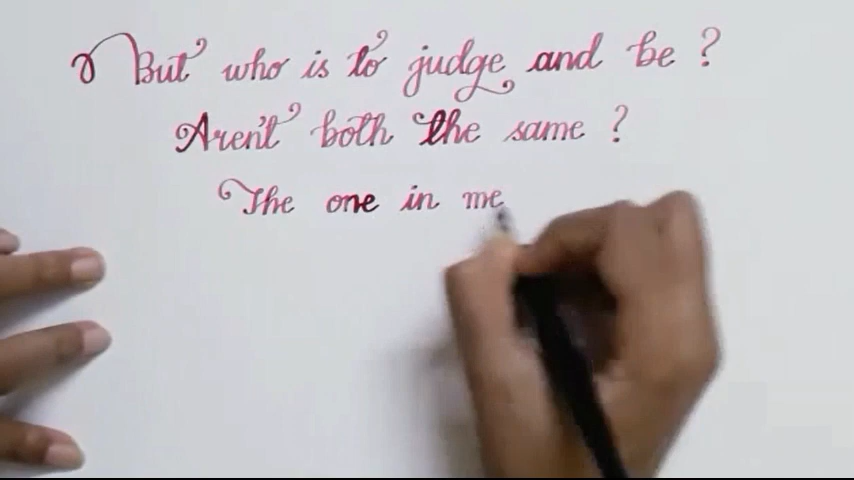 But who is to judge and be ?
Aren't both the same ?
The one in me